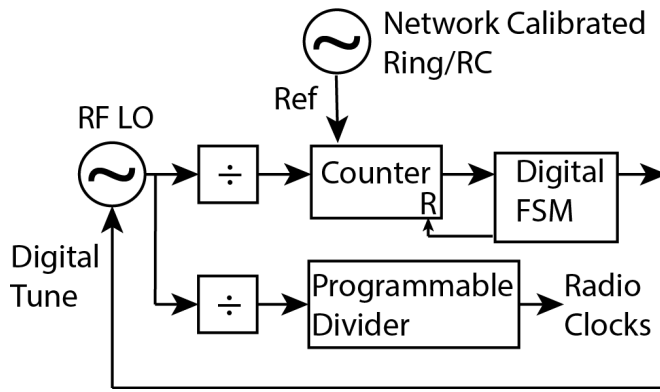 Network Calibrated
Ring/RC
Ref
RF LO
÷
Counter
R
Digital
FSM
Digital
Tune
÷
Programmable
Divider
Radio
Clocks